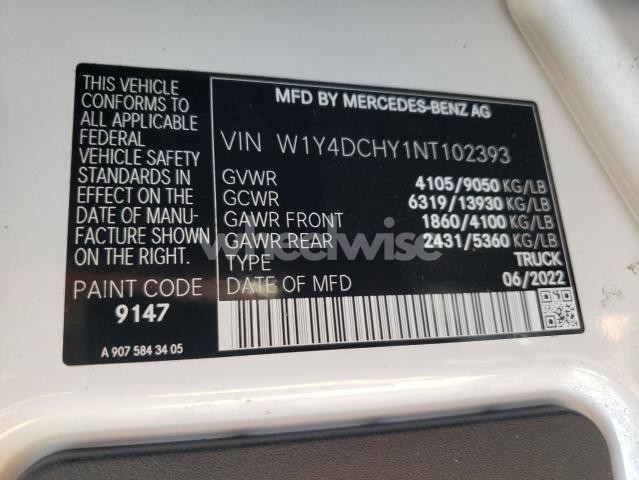 THIS VEHICLE
CONFORMS TO
ALL APPLICABLE
FEDERAL
VEHICLE SAFETY
STANDARDS IN
EFFECT ON THE
DATE OF MANU-
FACTURE SHOWN
ON THE RIGHT.
PAINT CODE
9147
A 907 584 34 05
MFD BY MERCEDES-BENZ AG
VIN W1Y4DCHY1NT102393
GVWR 4105/9050 KG/LB
GCWR 6319/13930 KG/LB
GAWR FRONT 1860/4100 KG/LB
GAWR REAR 2431/5360 KG/LB
TYPE TRUCK
DATE OF MFD 06/2022
wheelwise